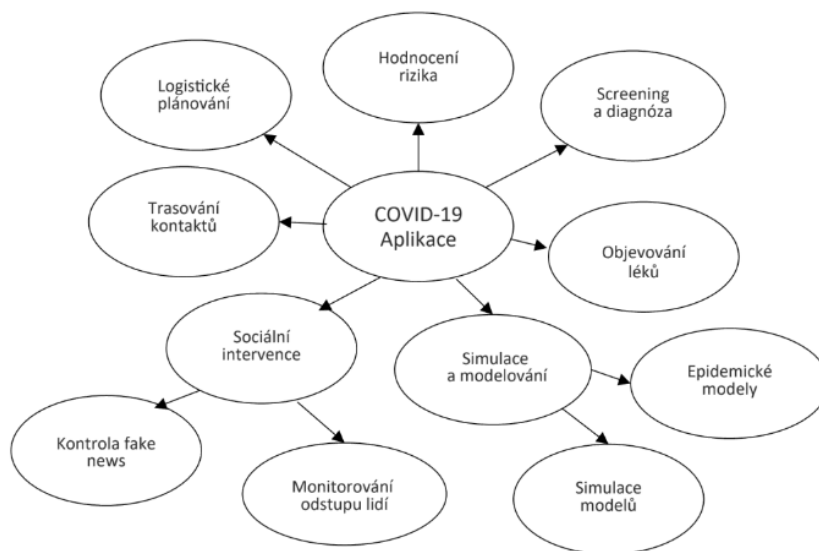 Hodnocení
rizika
Logistické
plánování
Screening
a diagnóza
Trasování
kontaktů
COVID-19
Aplikace
Objevování
léků
Sociální
intervence
Simulace
a modelování
Epidemické
modely
Kontrola fake
news
Monitorování
odstupu lidí
Simulace
modelů